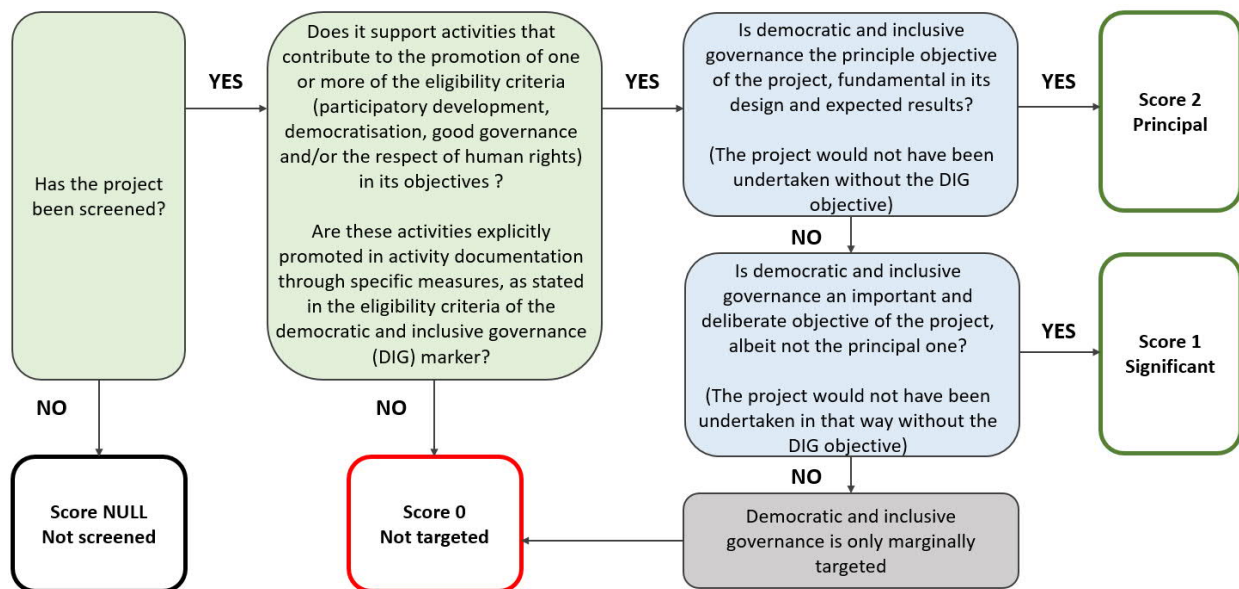 Has the project
been screened?
YES
NO
Score NULL
Not screened
Does it support activities that
contribute to the promotion of one
or more of the eligibility criteria
(participatory development,
democratisation, good governance
and/or the respect of human rights)
in its objectives ?
Are these activities explicitly
promoted in activity documentation
through specific measures, as stated
in the eligibility criteria of the
democratic and inclusive governance
(DIG) marker?
YES
NO
Score 0
Not targeted
Is democratic and inclusive
governance the principle objective
of the project, fundamental in its
design and expected results?
(The project would not have been
undertaken without the DIG
objective)
YES
Score 2
Principal
NO
Is democratic and inclusive
governance an important and
deliberate objective of the project,
albeit not the principal one?
(The project would not have been
undertaken in that way without the
DIG objective)
YES
Score 1
Significant
NO
Democratic and inclusive
governance is only marginally
targeted